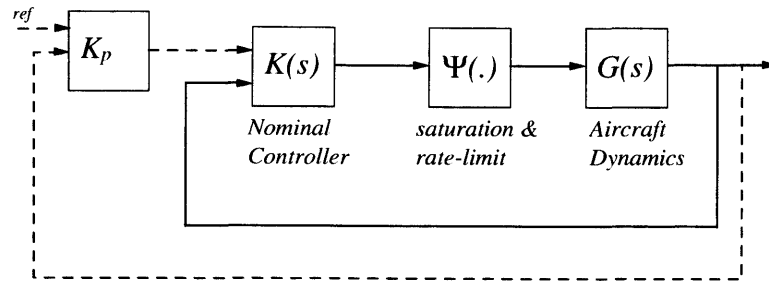 ref
K_p
K(s)
Ψ(.)
G(s)
Nominal
Controller
saturation &
rate-limit
Aircraft
Dynamics